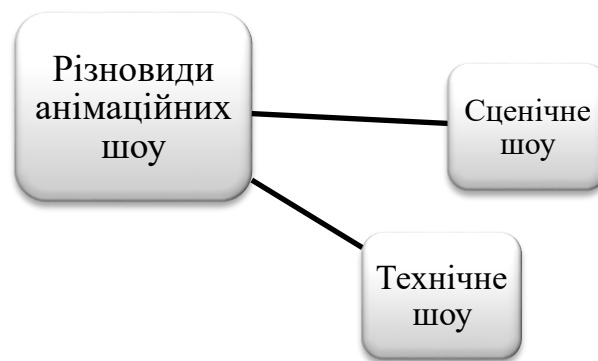 Різновиди
анімаційних
шоу
Сценічне
шоу
Технічне
шоу